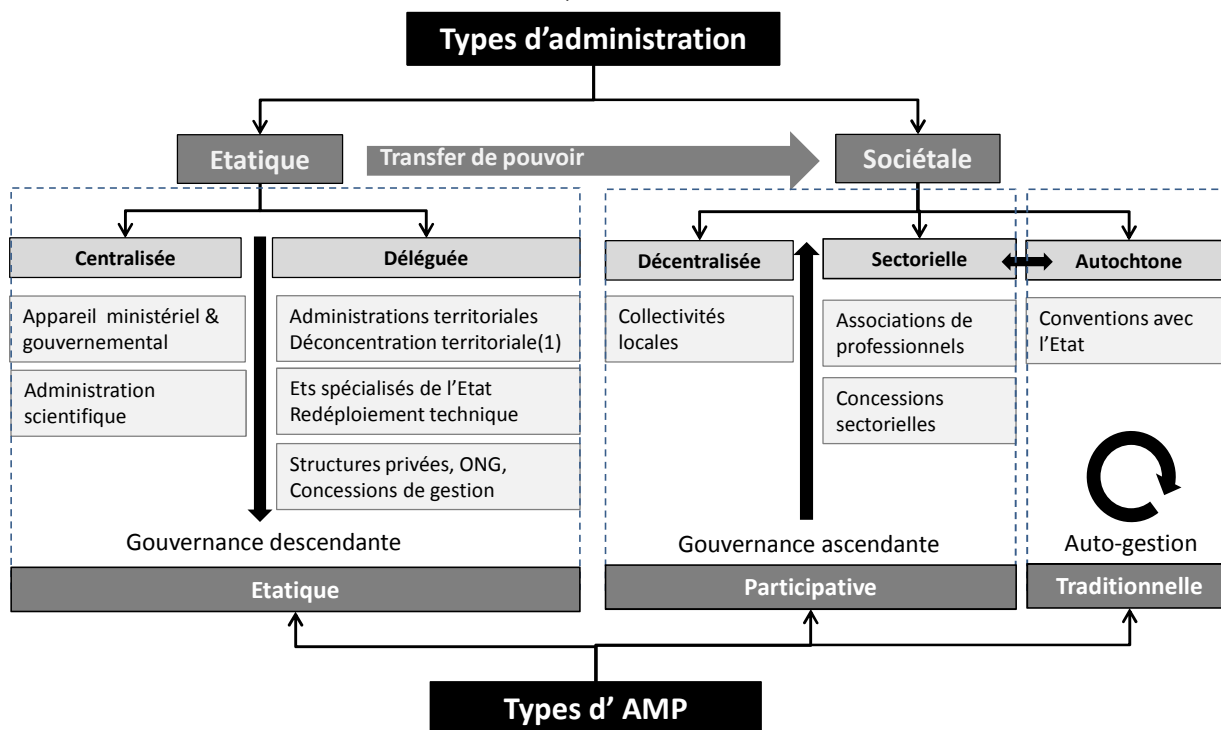 Types d’administration
Etatique
Transfer de pouvoir
Sociétale
Centralisée
Déléguée
Décentralisée
Sectorielle
Autochtone
Appareil ministériel &
gouvernemental
Administration
scientifique
Administrations territoriales
Déconcentration territoriale(1)
Ets spécialisés de l’Etat
Redéploiement technique
Structures privées, ONG,
Concessions de gestion
Collectivités
locales
Associations de
professionnels
Concessions
sectorielles
Conventions avec
l’Etat
Gouvernance descendante
Gouvernance ascendante
Auto-gestion
Etatique
Participative
Traditionnelle
Types d’ AMP